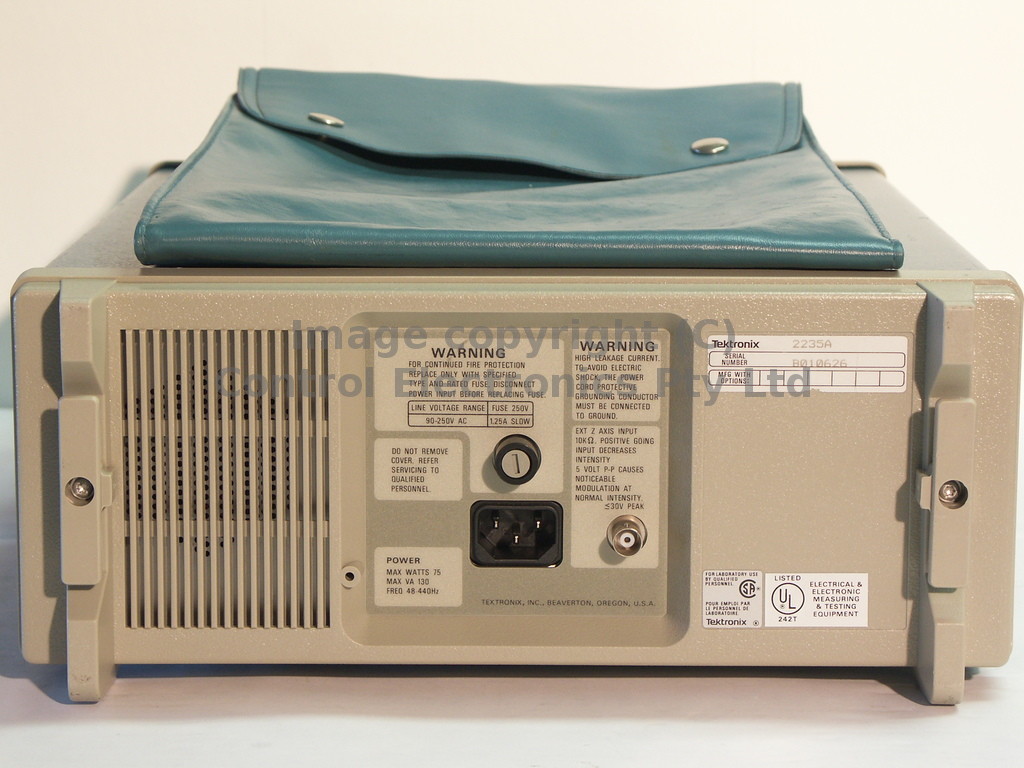 Image copyright (C)
Control Electronics Pty Ltd
WARNING
FOR CONTINUED FIRE PROTECTION
REPLACE ONLY WITH SPECIFIED
TYPE AND RATED FUSE. DISCONNECT
POWER INPUT BEFORE REPLACING FUSE.
LINE VOLTAGE RANGE FUSE 250V
90-250V AC 1.25A SLOW
DO NOT REMOVE
COVER. REFER
SERVICING TO
QUALIFIED
PERSONNEL.
POWER
MAX WATTS 75
MAX VA 130
FREQ 48-440Hz
WARNING
HIGH LEAKAGE CURRENT.
TO AVOID ELECTRIC
SHOCK, THE POWER
CORD PROTECTIVE
GROUNDING CONDUCTOR
MUST BE CONNECTED
TO GROUND.
EXT Z AXIS INPUT
10KΩ. POSITIVE GOING
INPUT DECREASES
INTENSITY
5 VOLT P-P CAUSES
NOTICEABLE
MODULATION AT
NORMAL INTENSITY.
≤30V PEAK
TEKTRONIX, INC., BEAVERTON, OREGON, U.S.A.
Tektronix 2235A
SERIAL
NUMBER B010626
MFG WITH
OPTIONS:
FOR LABORATORY USE
BY QUALIFIED
PERSONNEL
SA
POUR EMPLOI PAR
LE PERSONNEL DE
LABORATOIRE
Tektronix ®
LISTED
UL
242T
ELECTRICAL &
ELECTRONIC
MEASURING
& TESTING
EQUIPMENT